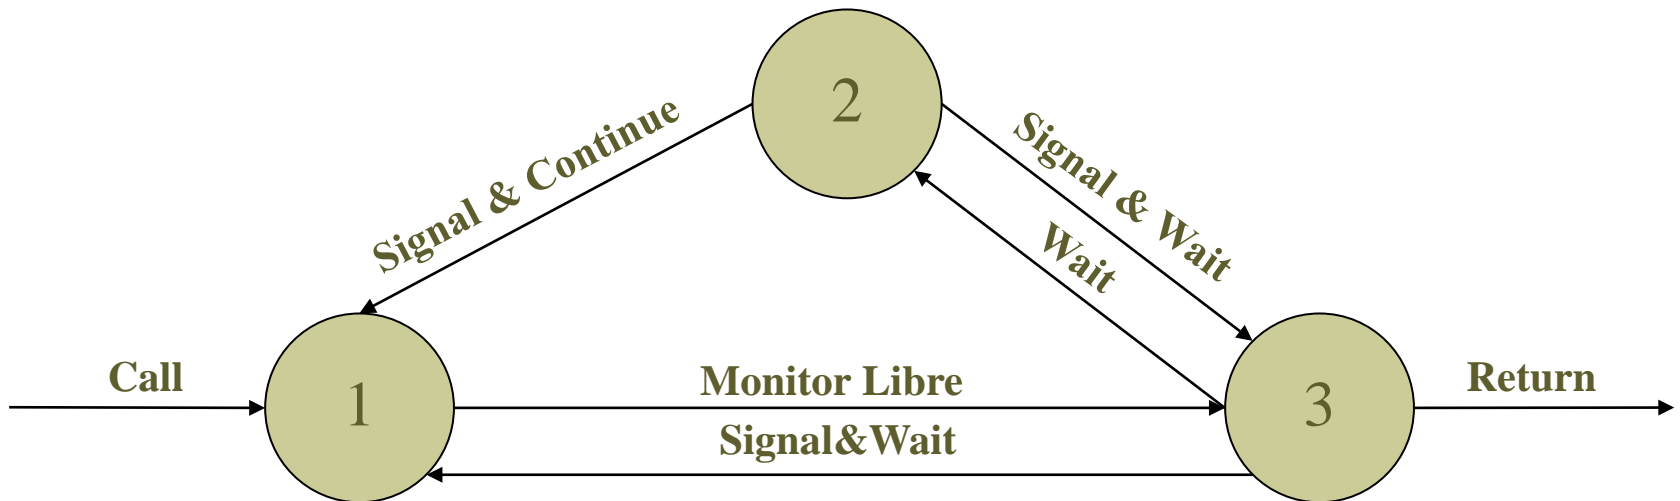 2
Signal & Continue
Signal & Wait
Wait
Call
1
Monitor Libre
Signal&Wait
3
Return